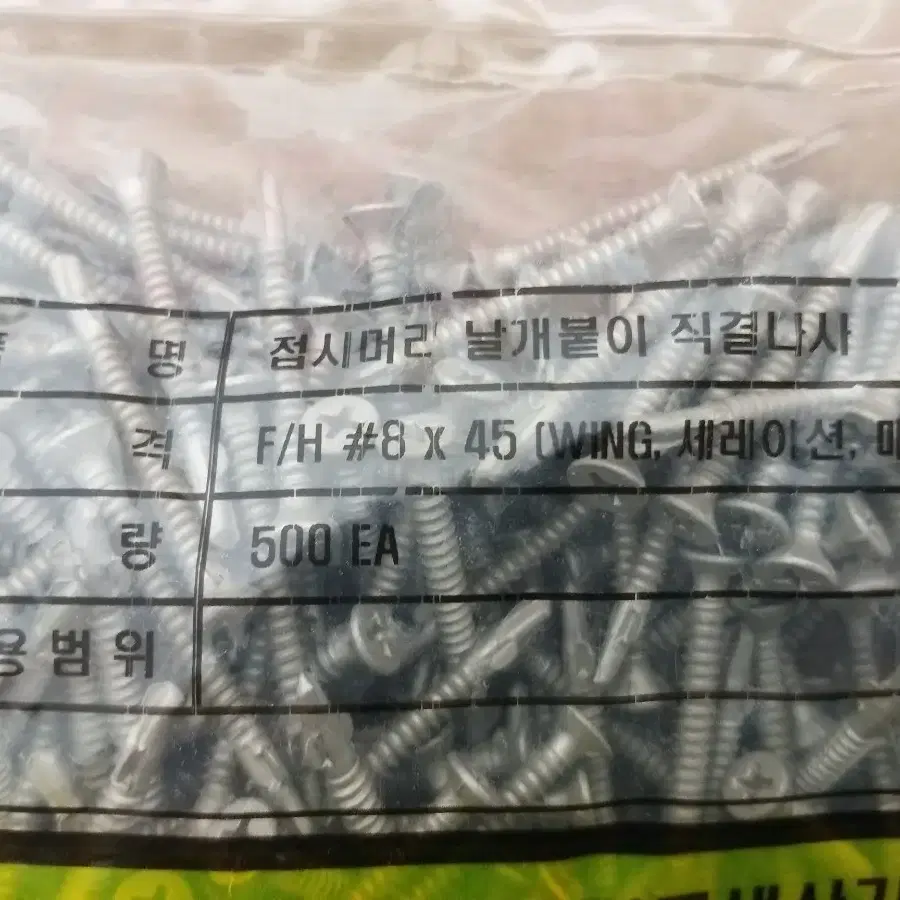 명 접시머리 날개붙이 직결나사
격 F/H #8 X 45 (WING, 세레이션,
량 500 EA
용범위